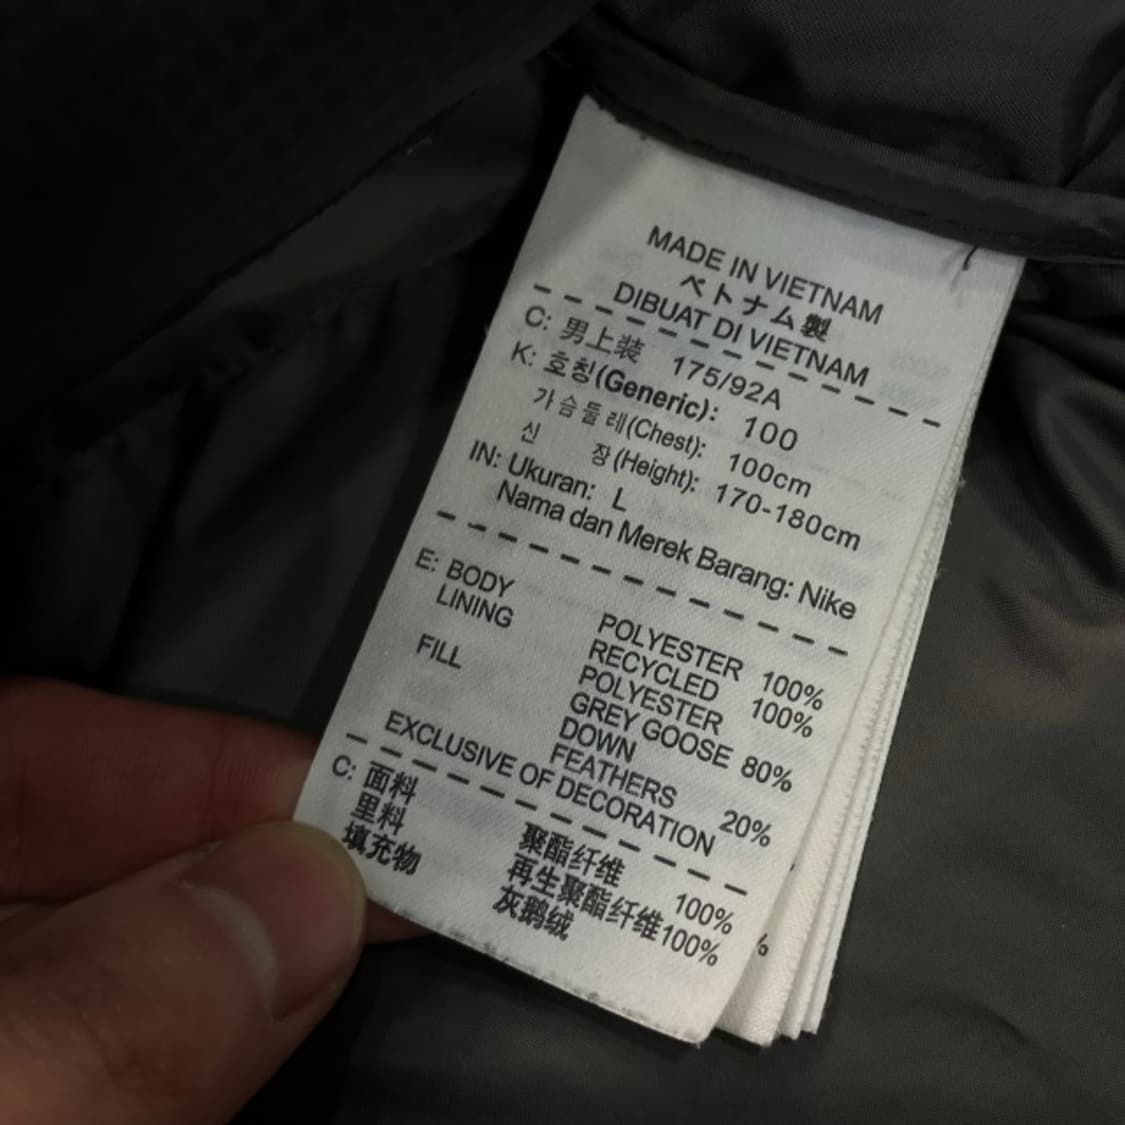 MADE IN VIETNAM
ベトナム製
DIBUAT DI VIETNAM
C: 男上装 175/92A
K: 호칭(Generic): 100
가슴둘레(Chest): 100cm
신 장(Height): 170-180cm
IN: Ukuran: L
Nama dan Merek Barang: Nike
E: BODY POLYESTER 100%
LINING RECYCLED
POLYESTER 100%
FILL GREY GOOSE
DOWN 80%
FEATHERS 20%
EXCLUSIVE OF DECORATION
C: 面料 聚酯纤维 100%
里料 再生聚酯纤维100%
填充物 灰鹅绒
%